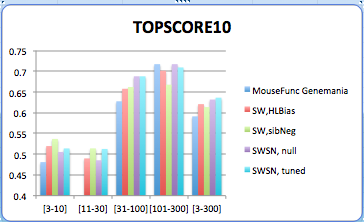 TOPSCORE10
0.75
0.7
0.65
0.6
0.55
0.5
0.45
0.4
MouseFunc Genemania
SW,HLBias
SW,sibNeg
SWSN, null
SWSN, tuned
[3-10] [11-30] [31-100] [101-300] [3-300]